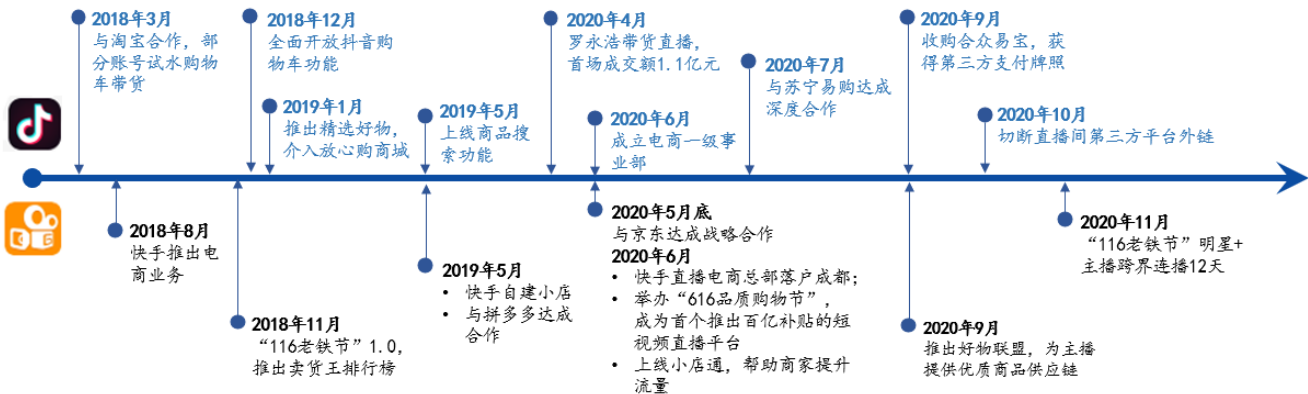 2018年3月
与淘宝合作，部
分账号试水购物
车带货
2018年12月
全面开放抖音购
物车功能
2019年1月
推出精选好物，
介入放心购商城
2019年5月
上线商品搜
索功能
2020年4月
罗永浩带货直播，
首场成交额1.1亿元
2020年6月
成立电商一级事
业部
2020年7月
与苏宁易购达成
深度合作
2020年9月
收购合众易宝，获
得第三方支付牌照
2020年10月
切断直播间第三方平台外链
2018年8月
快手推出电
商业务
2018年11月
“116老铁节”1.0，
推出卖货王排行榜
2019年5月
• 快手自建小店
• 与拼多多达成
合作
2020年5月底
与京东达成战略合作
2020年6月
• 快手直播电商总部落户成都；
• 举办“616品质购物节”，
成为首个推出百亿补贴的短
视频直播平台
• 上线小店通，帮助商家提升
流量
2020年9月
推出好物联盟，为主播
提供优质商品供应链
2020年11月
“116老铁节”明星+
主播跨界连播12天